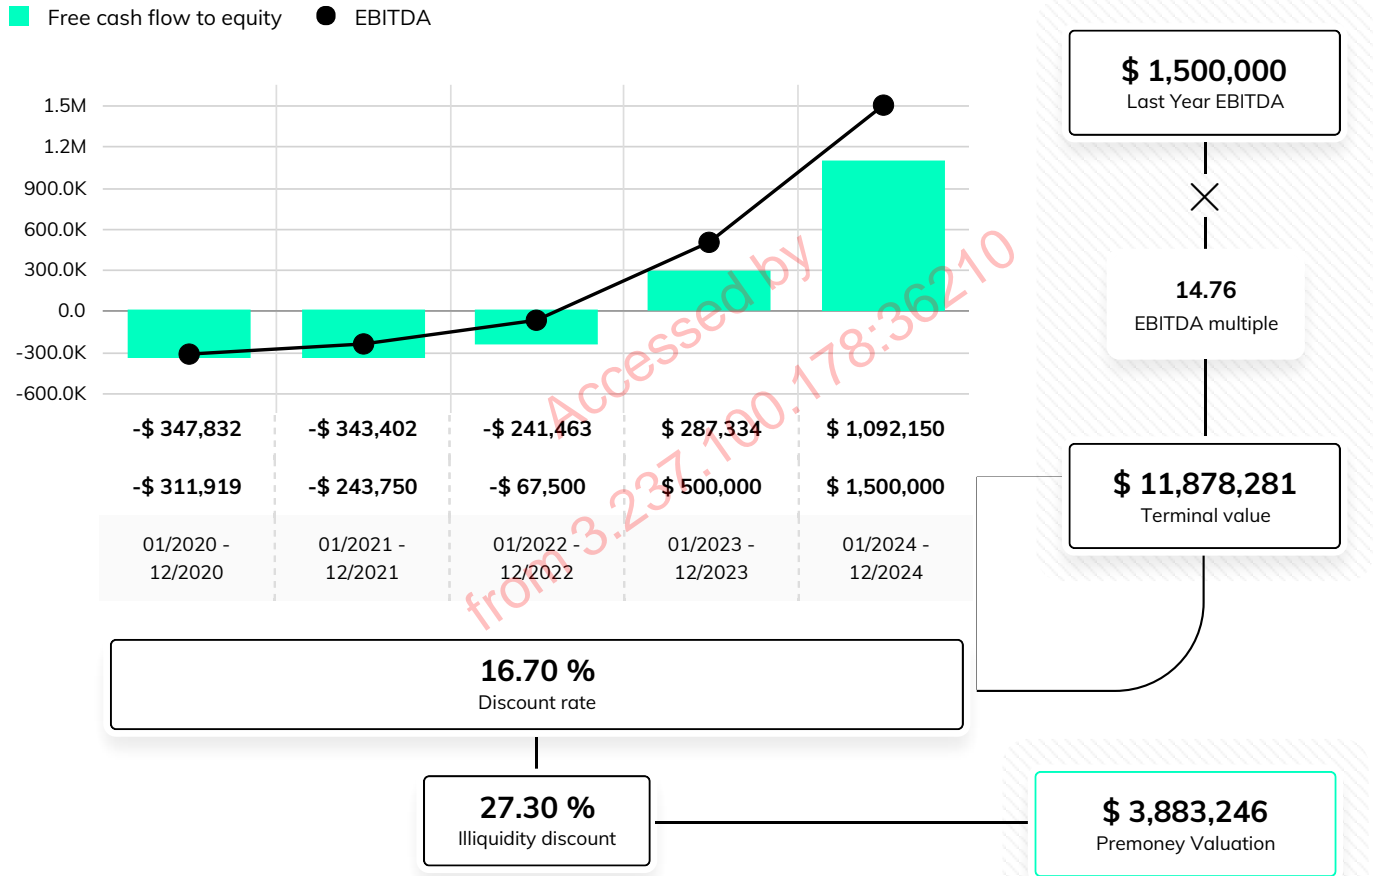 Free cash flow to equity EBITDA
1.5M
1.2M
900.0K
600.0K
300.0K
0.0
-300.0K
-600.0K
-$ 347,832 -$ 343,402 -$ 241,463 $ 287,334 $ 1,092,150
-$ 311,919 -$ 243,750 -$ 67,500 $ 500,000 $ 1,500,000
01/2020 - 01/2021 - 01/2022 - 01/2023 - 01/2024 -
12/2020 12/2021 12/2022 12/2023 12/2024
$ 1,500,000
Last Year EBITDA
14.76
EBITDA multiple
$ 11,878,281
Terminal value
16.70 %
Discount rate
27.30 %
Illiquidity discount
$ 3,883,246
Premoney Valuation
Accessed by
from 3.237.100.178:36210